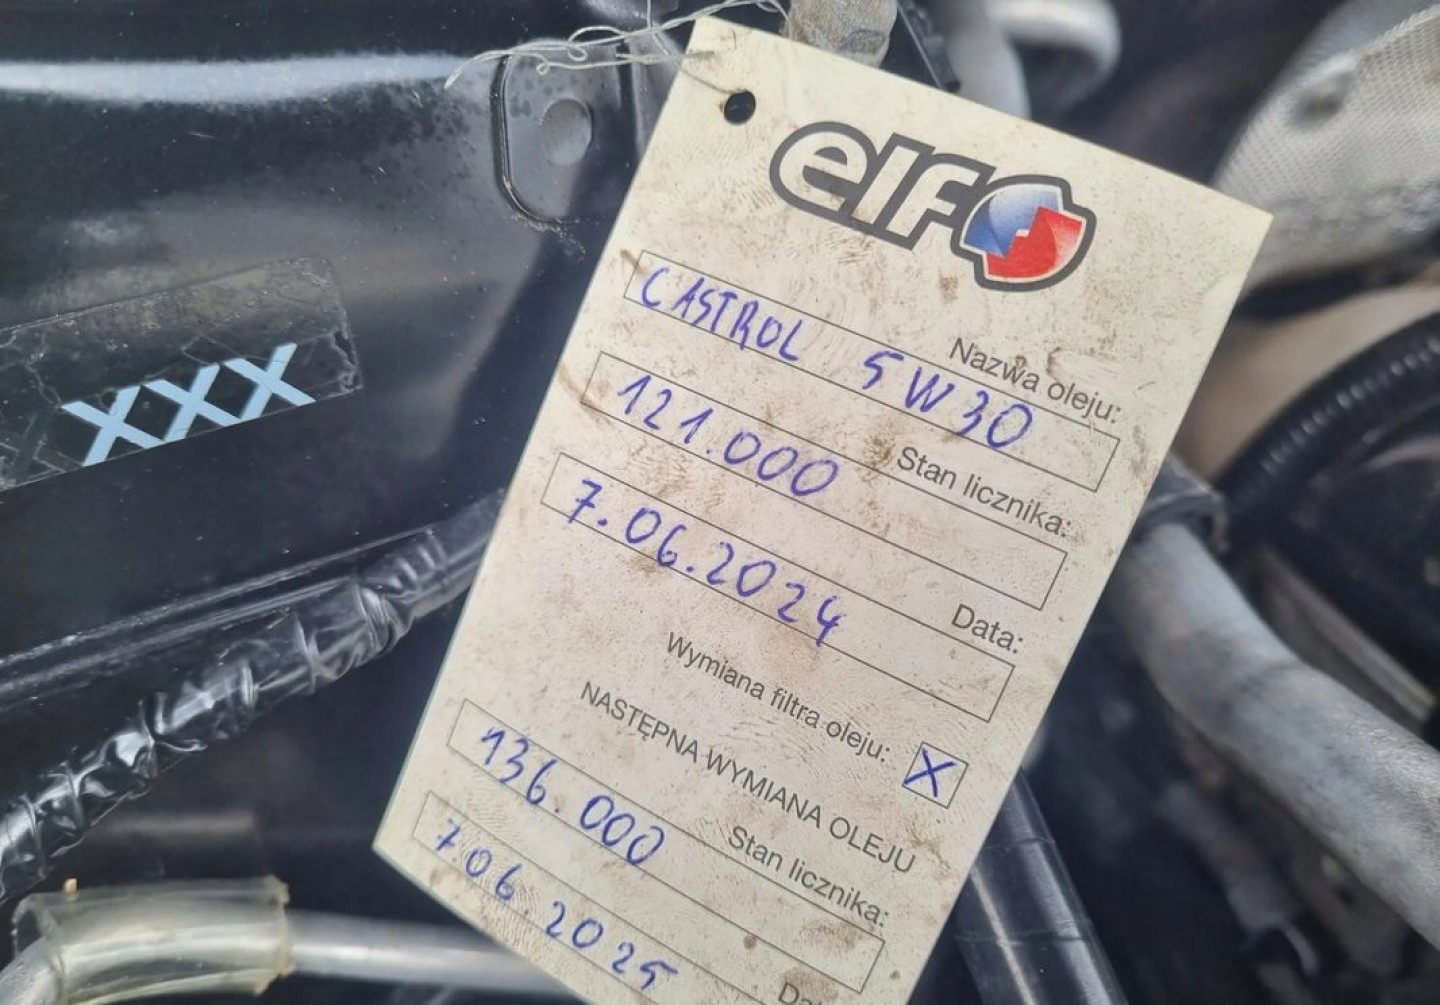 elf
Nazwa oleju:
CASTROL 5W30
Stan licznika:
121.000
Data:
7.06.2024
Wymiana filtra oleju: X
NASTĘPNA WYMIANA OLEJU
Stan licznika:
136.000
Data
7.06.2025
XXX